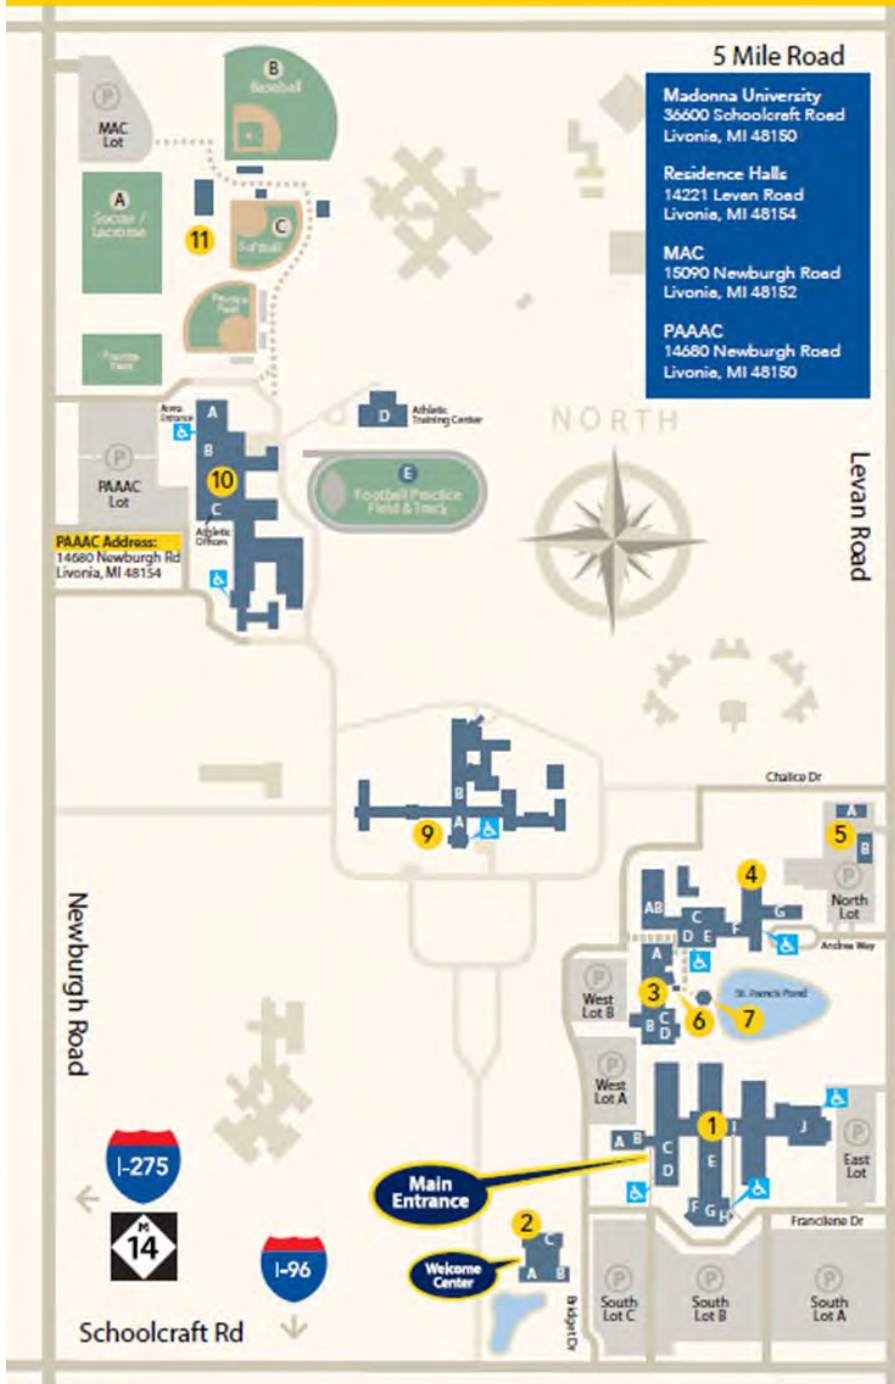 5 Mile Road
Madonna University
36600 Schoolcraft Road
Livonia, MI 48150
Residence Halls
14221 Levan Road
Livonia, MI 48154
MAC
15090 Newburgh Road
Livonia, MI 48152
PAAAC
14680 Newburgh Road
Livonia, MI 48150
P
MAC
Lot
B
Baseball
A
Soccer /
Lacrosse
11
C
Softball
Practice
Field
Practice
Field
Arena
Entrance
A
B
10
C
Athletic
Offices
P
PAAAC
Lot
PAAAC Address:
14680 Newburgh Rd
Livonia, MI 48154
D
Athletic
Training Center
E
Football Practice
Field & Track
NORTH
Levan Road
Chalice Dr
B
A
9
A
5
B
P
North
Lot
4
AB
C
D E
F
G
Andrea Way
A
3
B
C
D
6
7
St. Francis Pond
P
West
Lot B
P
West
Lot A
1
A B
C
D
E
F
G
H
I
J
P
East
Lot
Main
Entrance
Francilene Dr
2
C
A
B
Welcome
Center
Bridget Dr
P
South
Lot C
P
South
Lot B
P
South
Lot A
Newburgh Road
I-275
M
14
I-96
Schoolcraft Rd